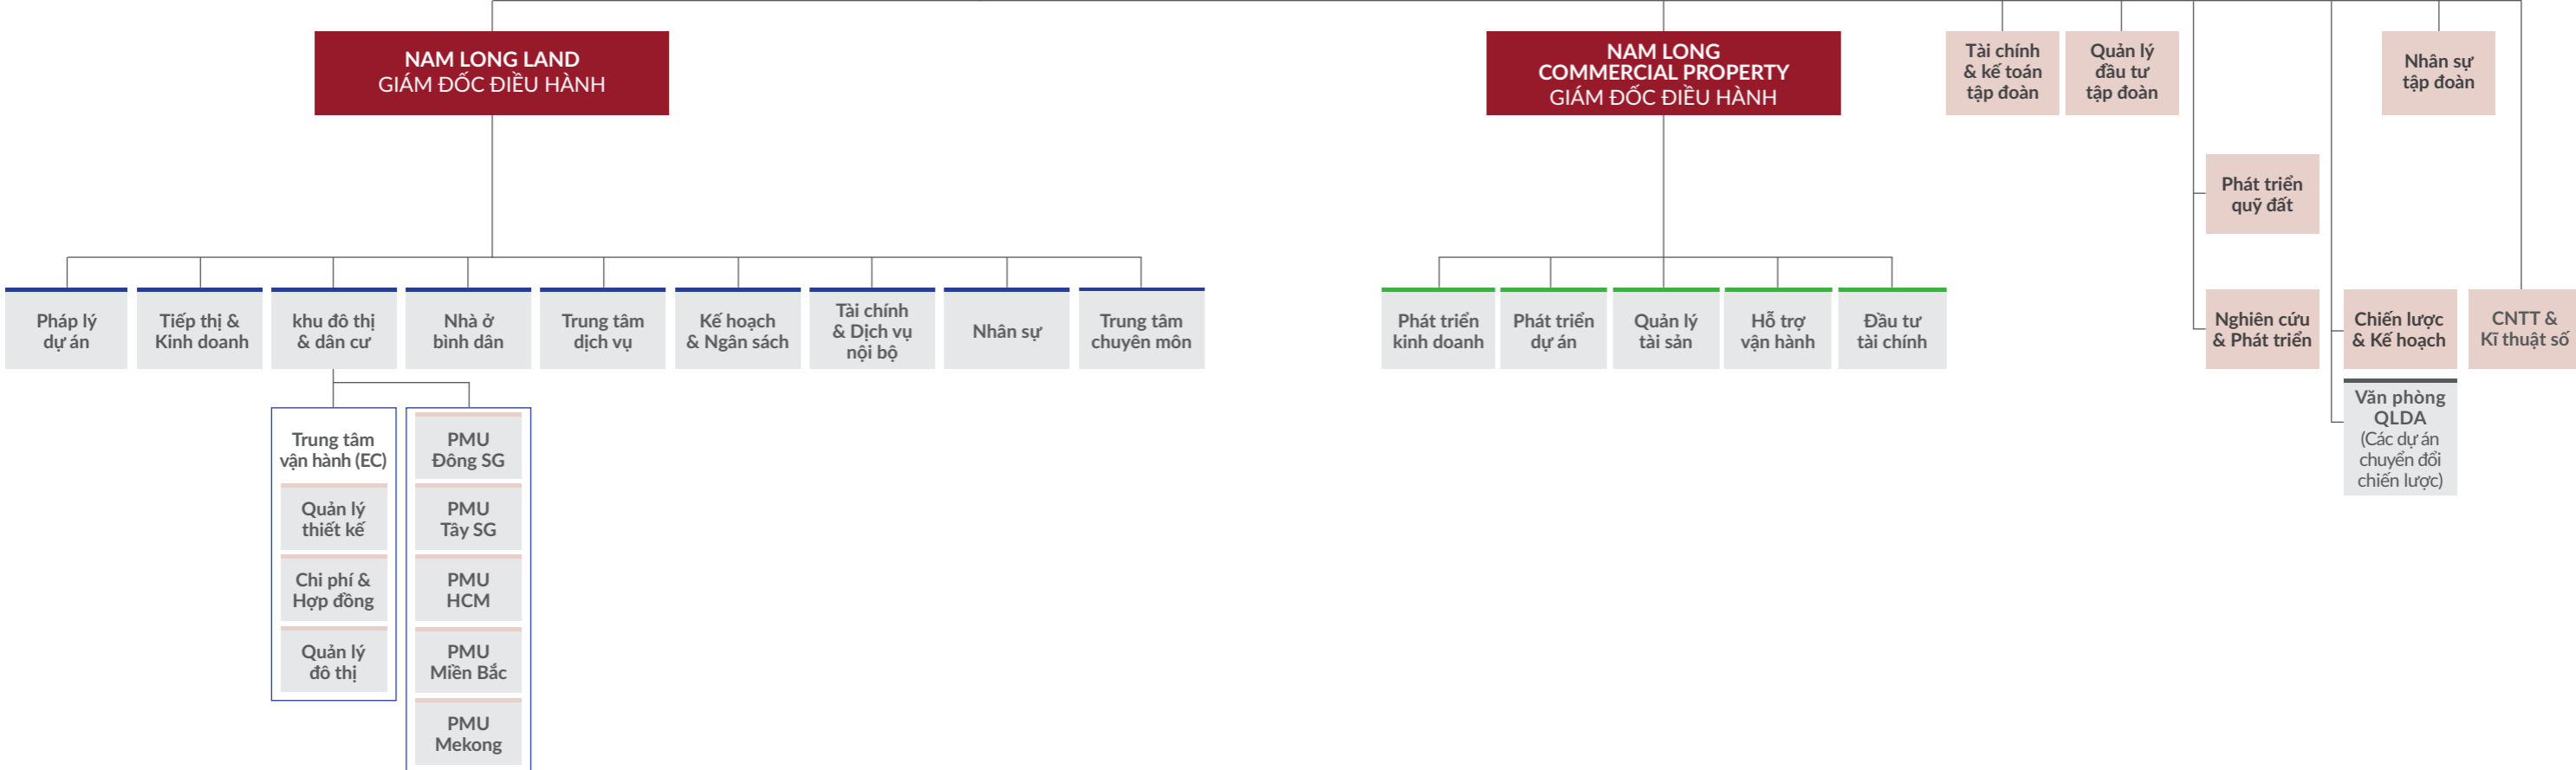 NAM LONG LAND
GIÁM ĐỐC ĐIỀU HÀNH
NAM LONG
COMMERCIAL PROPERTY
GIÁM ĐỐC ĐIỀU HÀNH
Tài chính
& kế toán
tập đoàn
Quản lý
đầu tư
tập đoàn
Nhân sự
tập đoàn
Phát triển
quỹ đất
Pháp lý
dự án
Tiếp thị &
Kinh doanh
khu đô thị
& dân cư
Nhà ở
bình dân
Trung tâm
dịch vụ
Kế hoạch
& Ngân sách
Tài chính
& Dịch vụ
nội bộ
Nhân sự
Trung tâm
chuyên môn
Phát triển
kinh doanh
Phát triển
dự án
Quản lý
tài sản
Hỗ trợ
vận hành
Đầu tư
tài chính
Nghiên cứu
& Phát triển
Chiến lược
& Kế hoạch
CNTT &
Kĩ thuật số
Văn phòng
QLDA
(Các dự án
chuyển đổi
chiến lược)
Trung tâm
vận hành (EC)
Quản lý
thiết kế
Chi phí &
Hợp đồng
Quản lý
đô thị
PMU
Đông SG
PMU
Tây SG
PMU
HCM
PMU
Miền Bắc
PMU
Mekong